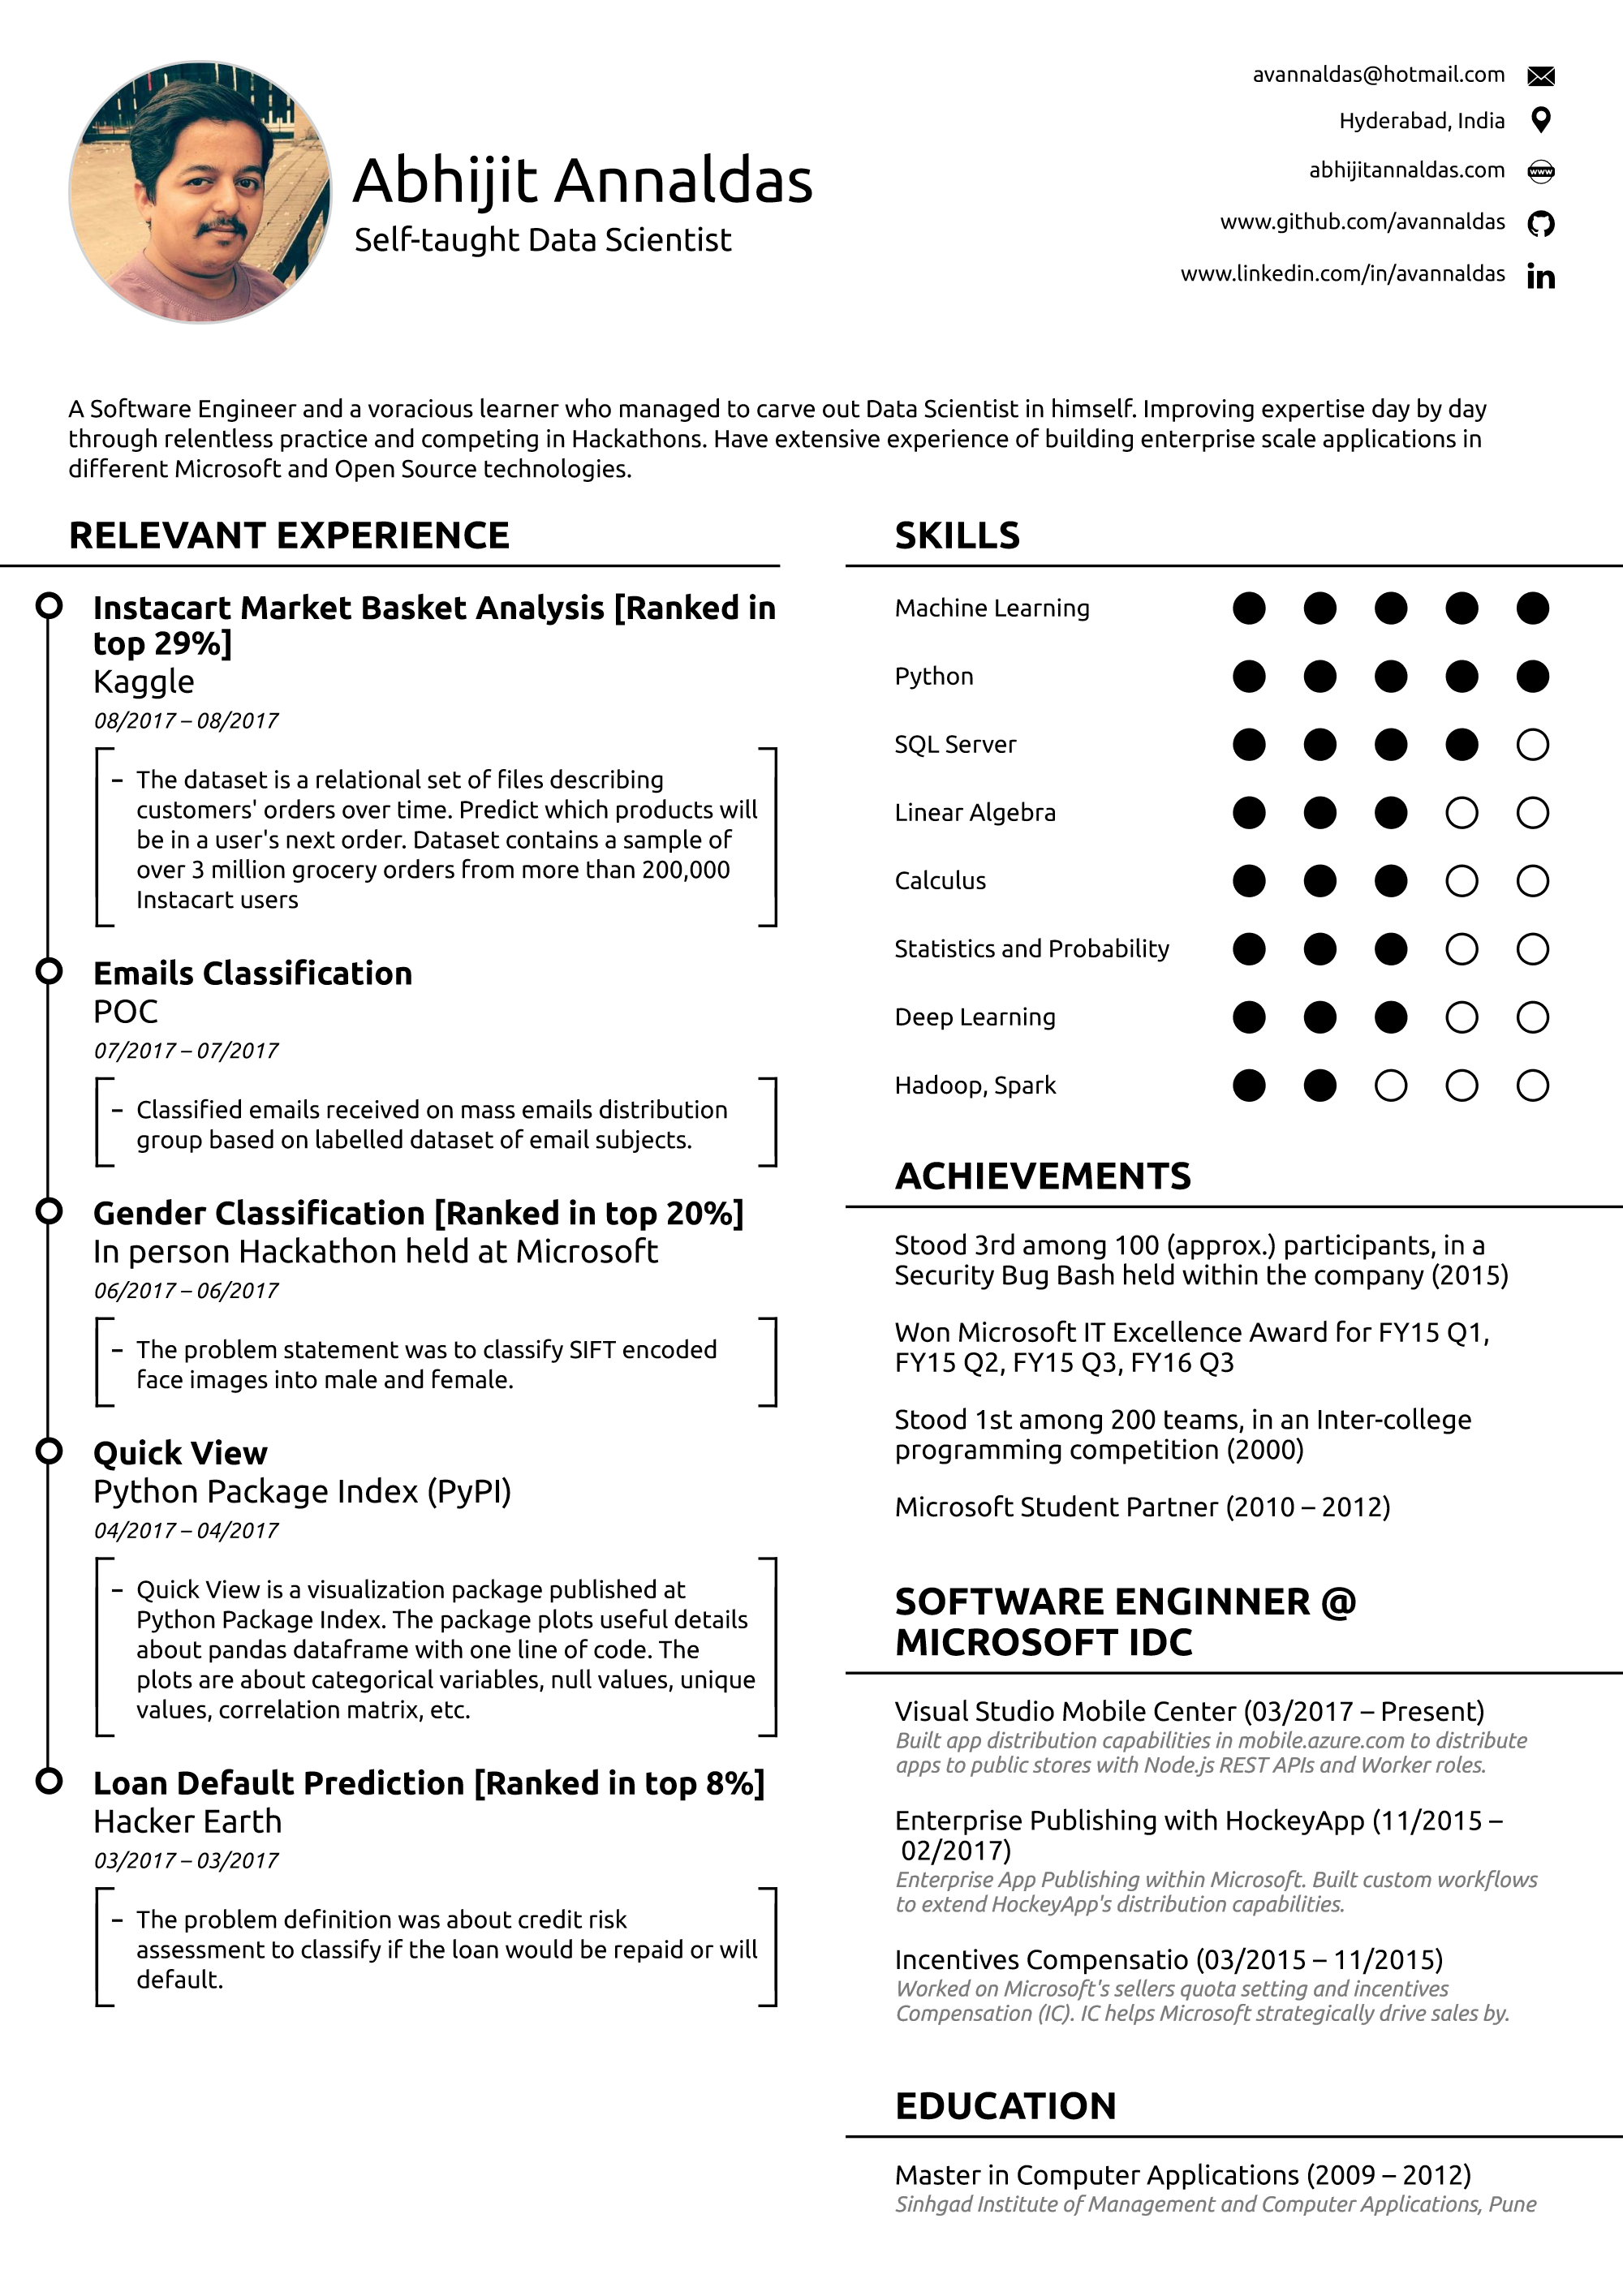 Abhijit Annaldas
Self-taught Data Scientist
avannaldas@hotmail.com
Hyderabad, India
abhijitannaldas.com
www
www.github.com/avannaldas
www.linkedin.com/in/avannaldas
in
A Software Engineer and a voracious learner who managed to carve out Data Scientist in himself. Improving expertise day by day
through relentless practice and competing in Hackathons. Have extensive experience of building enterprise scale applications in
different Microsoft and Open Source technologies.
RELEVANT EXPERIENCE
Instacart Market Basket Analysis [Ranked in
top 29%]
Kaggle
08/2017 – 08/2017
– The dataset is a relational set of files describing
customers' orders over time. Predict which products will
be in a user's next order. Dataset contains a sample of
over 3 million grocery orders from more than 200,000
Instacart users
Emails Classification
POC
07/2017 – 07/2017
– Classified emails received on mass emails distribution
group based on labelled dataset of email subjects.
Gender Classification [Ranked in top 20%]
In person Hackathon held at Microsoft
06/2017 – 06/2017
– The problem statement was to classify SIFT encoded
face images into male and female.
Quick View
Python Package Index (PyPI)
04/2017 – 04/2017
– Quick View is a visualization package published at
Python Package Index. The package plots useful details
about pandas dataframe with one line of code. The
plots are about categorical variables, null values, unique
values, correlation matrix, etc.
Loan Default Prediction [Ranked in top 8%]
Hacker Earth
03/2017 – 03/2017
– The problem definition was about credit risk
assessment to classify if the loan would be repaid or will
default.
SKILLS
Machine Learning
Python
SQL Server
Linear Algebra
Calculus
Statistics and Probability
Deep Learning
Hadoop, Spark
ACHIEVEMENTS
Stood 3rd among 100 (approx.) participants, in a
Security Bug Bash held within the company (2015)
Won Microsoft IT Excellence Award for FY15 Q1,
FY15 Q2, FY15 Q3, FY16 Q3
Stood 1st among 200 teams, in an Inter-college
programming competition (2000)
Microsoft Student Partner (2010 – 2012)
SOFTWARE ENGINNER @
MICROSOFT IDC
Visual Studio Mobile Center (03/2017 – Present)
Built app distribution capabilities in mobile.azure.com to distribute
apps to public stores with Node.js REST APIs and Worker roles.
Enterprise Publishing with HockeyApp (11/2015 –
02/2017)
Enterprise App Publishing within Microsoft. Built custom workflows
to extend HockeyApp's distribution capabilities.
Incentives Compensatio (03/2015 – 11/2015)
Worked on Microsoft's sellers quota setting and incentives
Compensation (IC). IC helps Microsoft strategically drive sales by.
EDUCATION
Master in Computer Applications (2009 – 2012)
Sinhgad Institute of Management and Computer Applications, Pune